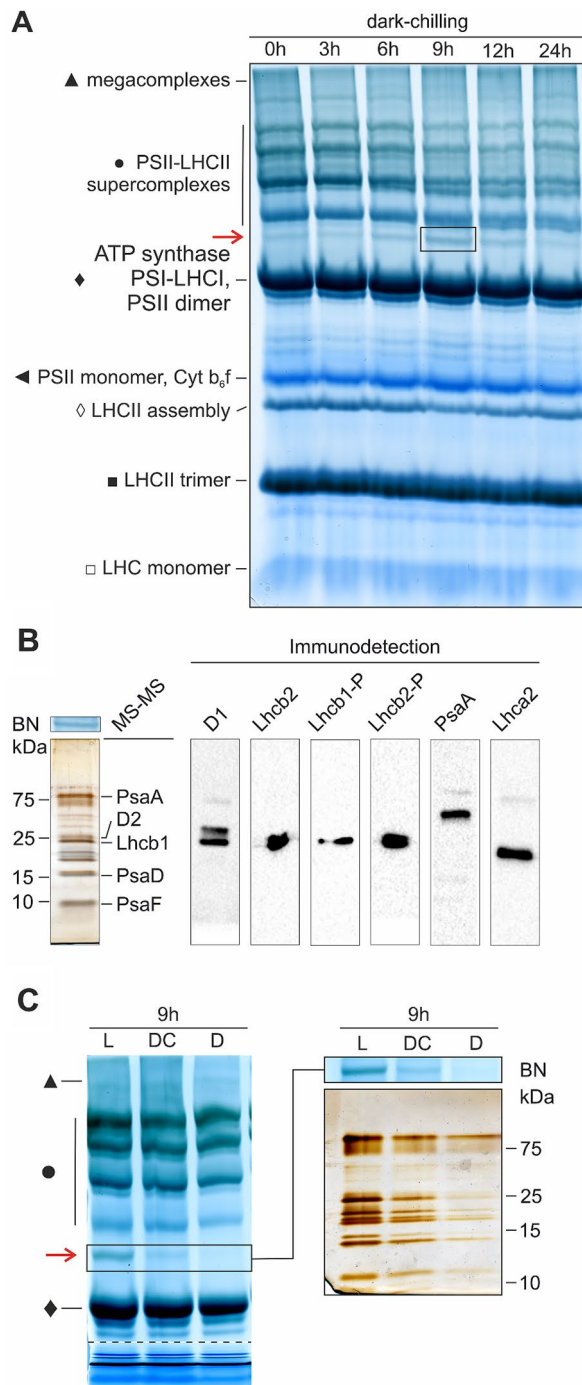 A
dark-chilling
0h 3h 6h 9h 12h 24h
▲ megacomplexes
● PSII-LHCII
supercomplexes
ATP synthase
♦ PSI-LHCI,
PSII dimer
◀ PSII monomer, Cyt b₆f
◊ LHCII assembly
■ LHCII trimer
□ LHC monomer
B
Immunodetection
MS-MS
D1 Lhcb2 Lhcb1-P Lhcb2-P PsaA Lhca2
BN
kDa
75 PsaA
D2
25 Lhcb1
15 PsaD
10 PsaF
C
9h
L DC D
▲
●
♦
9h
L DC D
BN
kDa
75
25
15
10